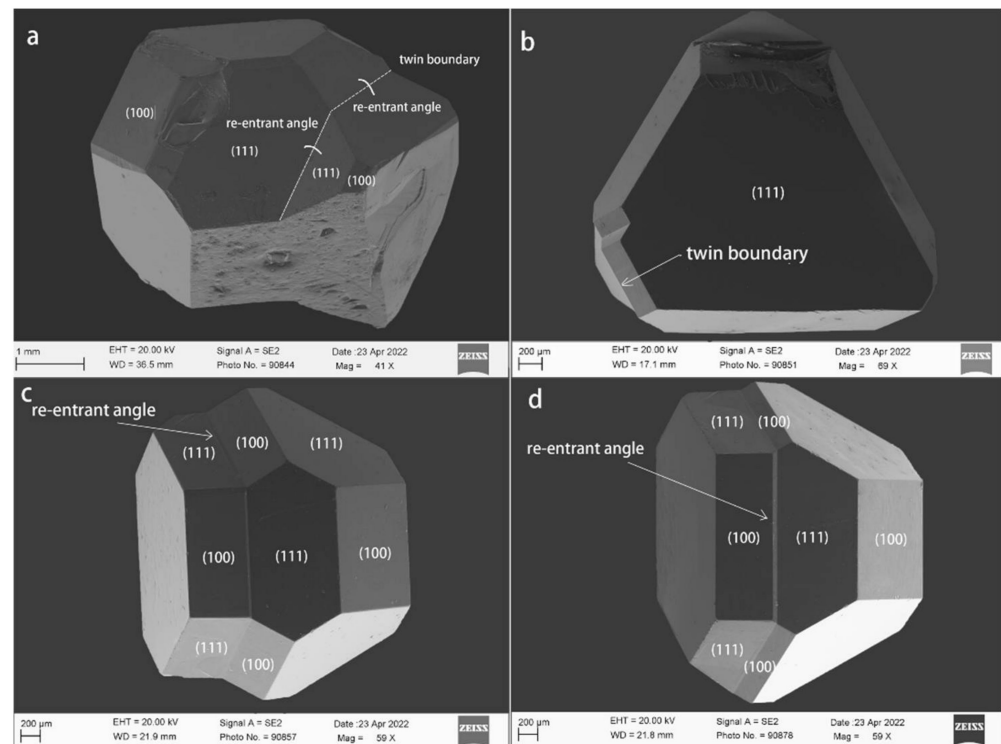 a
twin boundary
re-entrant angle
(100)
re-entrant angle
(111)
(111)
(100)
1 mm
EHT = 20.00 kV
Signal A = SE2
Date :23 Apr 2022
WD = 36.5 mm
Photo No. = 90844
Mag = 41 X
ZEISS
b
(111)
twin boundary
200 µm
EHT = 20.00 kV
Signal A = SE2
Date :23 Apr 2022
WD = 17.1 mm
Photo No. = 90851
Mag = 69 X
ZEISS
c
re-entrant angle
(111)
(100)
(111)
(100)
(111)
(100)
(111)
(100)
200 µm
EHT = 20.00 kV
Signal A = SE2
Date :23 Apr 2022
WD = 21.9 mm
Photo No. = 90857
Mag = 59 X
ZEISS
d
(111)
(100)
re-entrant angle
(100)
(111)
(100)
(111)
(100)
200 µm
EHT = 20.00 kV
Signal A = SE2
Date :23 Apr 2022
WD = 21.8 mm
Photo No. = 90878
Mag = 59 X
ZEISS